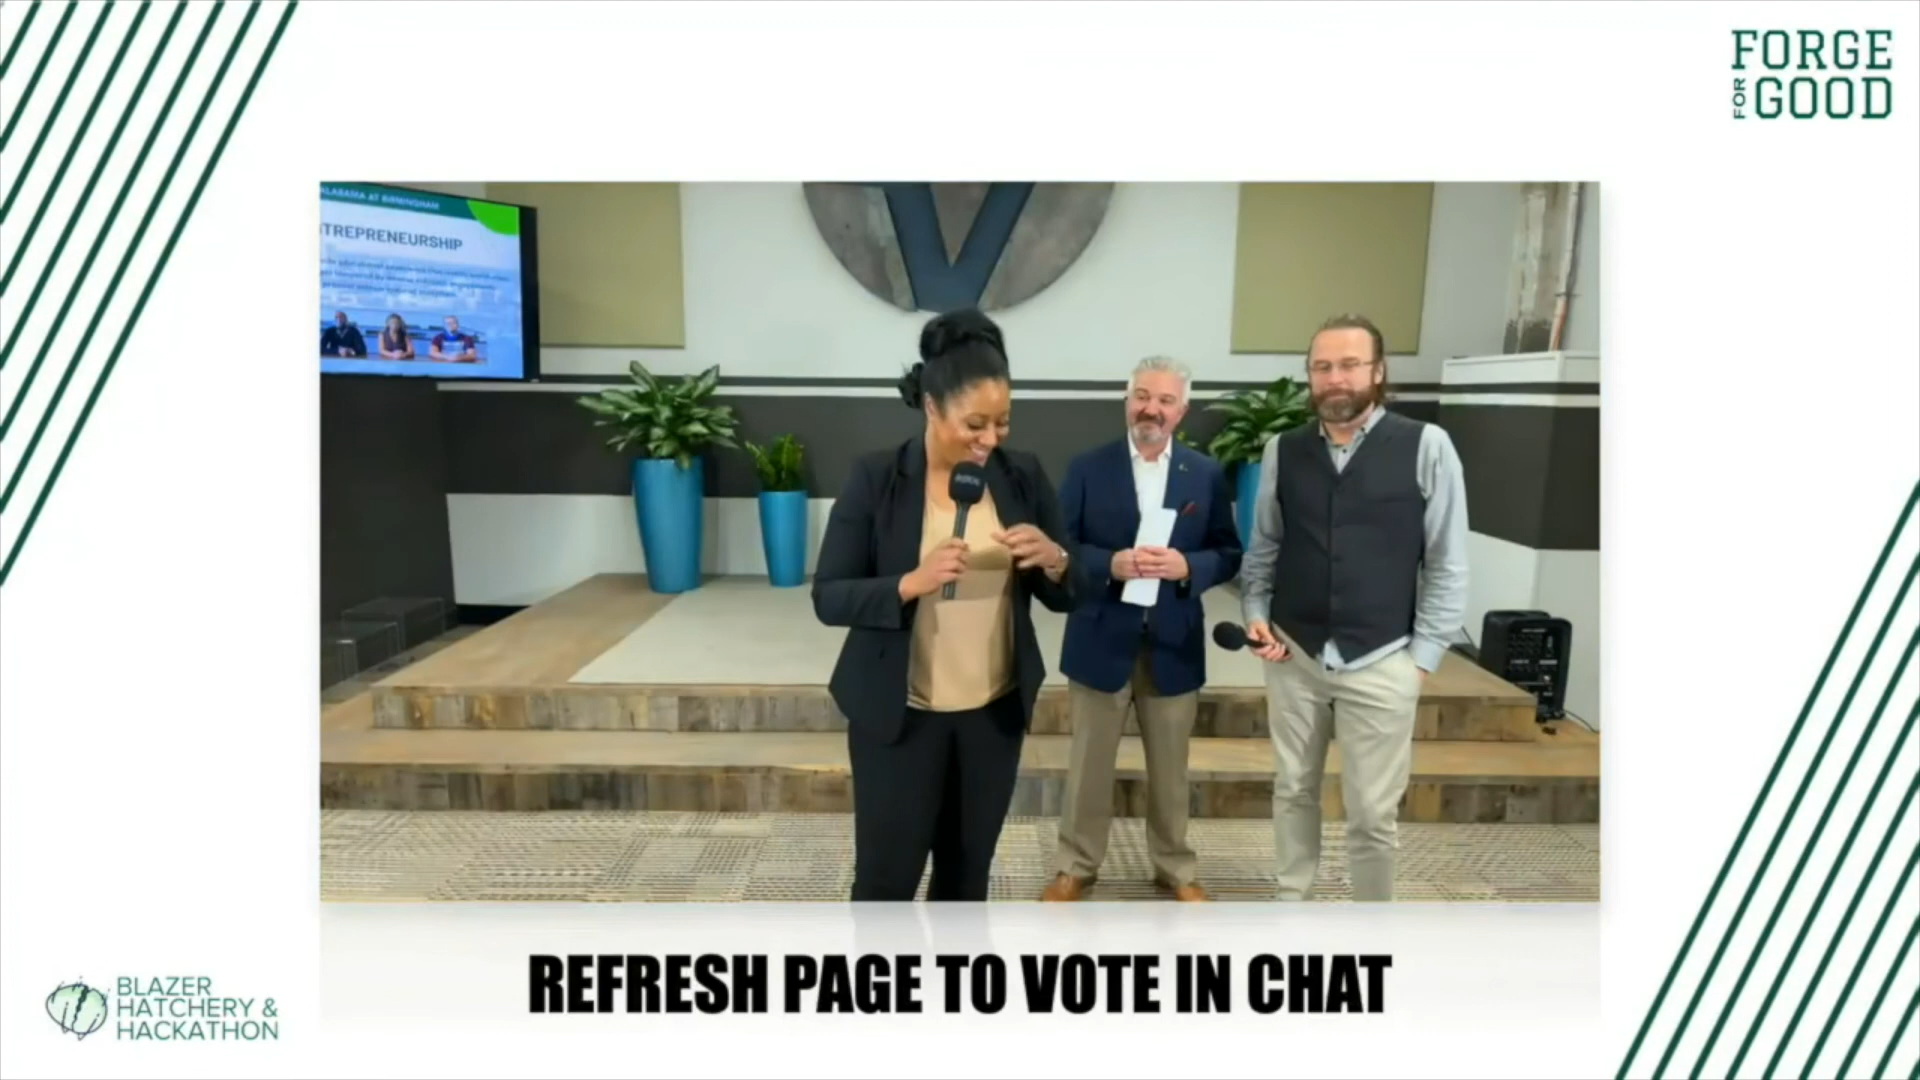 FORGE
FOR GOOD
ALABAMA AT BIRMINGHAM
TREPRENEURSHIP
V
REFRESH PAGE TO VOTE IN CHAT
BLAZER
HATCHERY &
HACKATHON